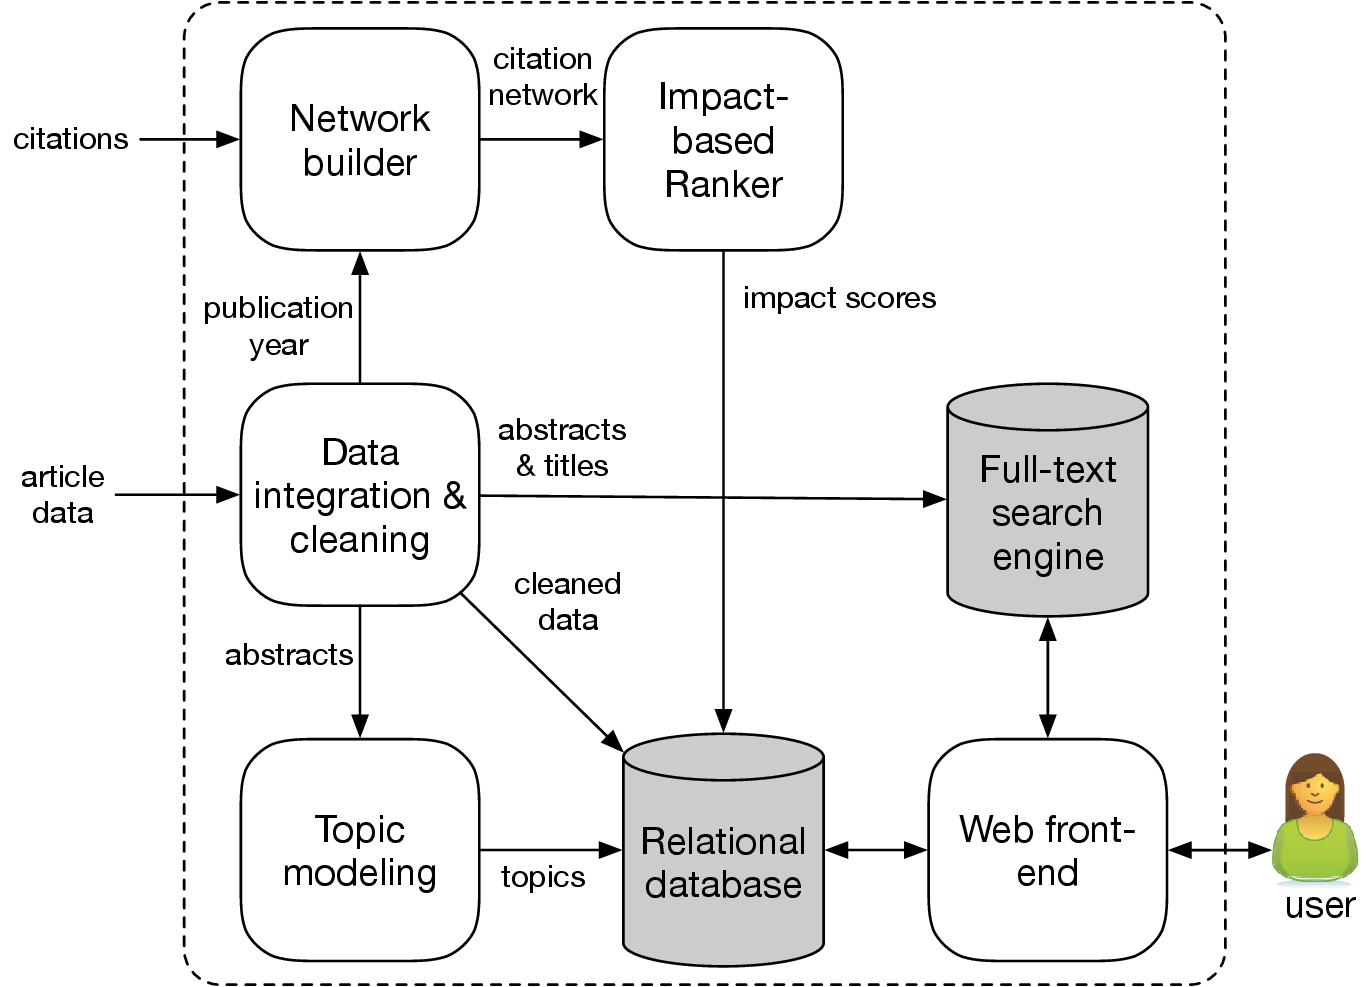 citation
network
Network
builder
Impact-
based
Ranker
citations
publication
year
impact scores
article
data
Data
integration &
cleaning
abstracts
& titles
Full-text
search
engine
cleaned
data
abstracts
Topic
modeling
topics
Relational
database
Web front-
end
user